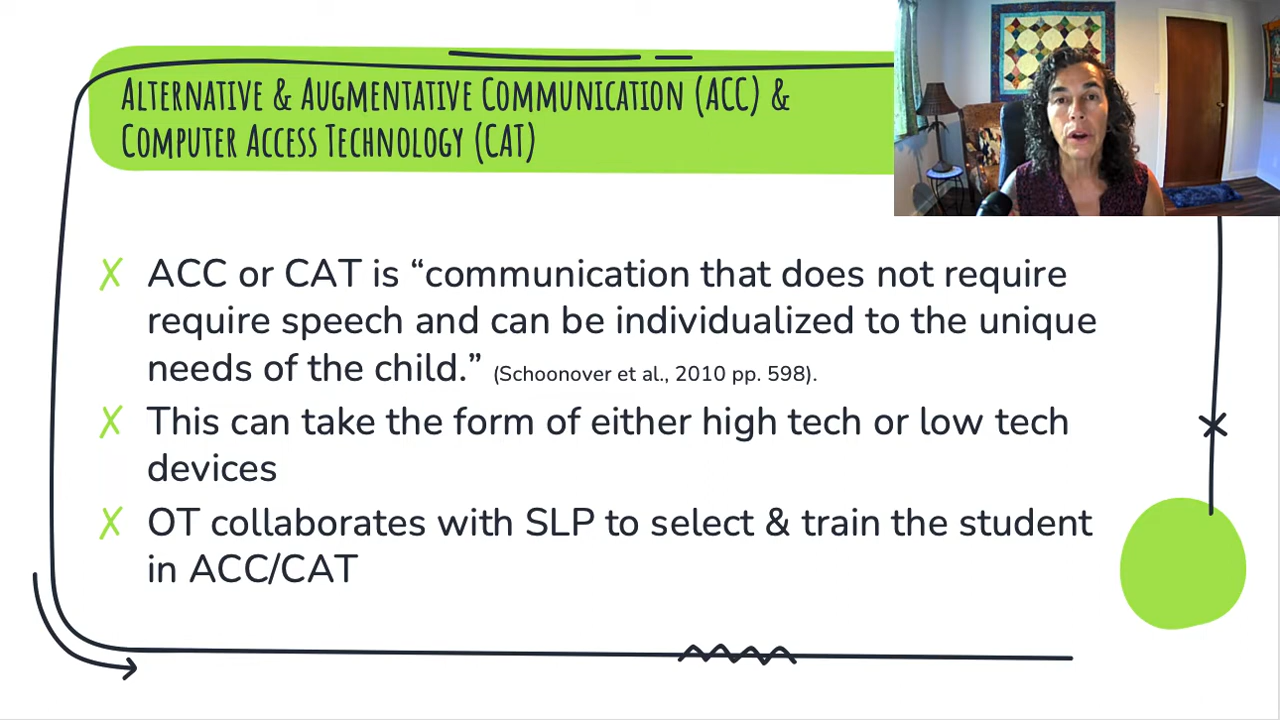 Alternative & Augmentative Communication (ACC) &
Computer Access Technology (CAT)
ACC or CAT is “communication that does not require
require speech and can be individualized to the unique
needs of the child.” (Schoonover et al., 2010 pp. 598).
This can take the form of either high tech or low tech
devices
OT collaborates with SLP to select & train the student
in ACC/CAT